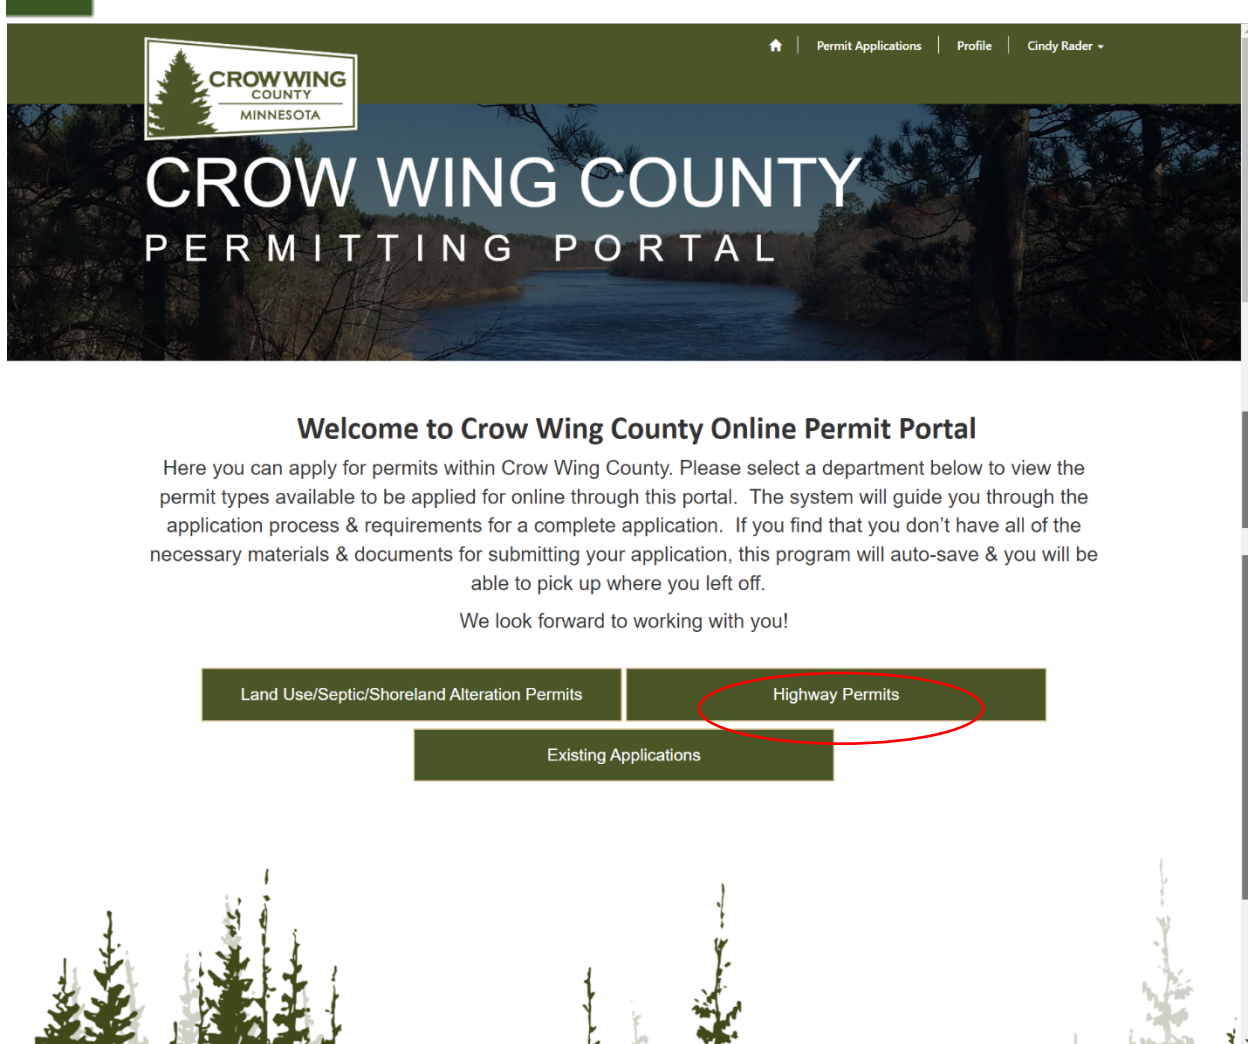 Permit Applications
Profile
Cindy Rader
CROW WING
COUNTY
MINNESOTA
CROW WING COUNTY
PERMITTING PORTAL
Welcome to Crow Wing County Online Permit Portal
Here you can apply for permits within Crow Wing County. Please select a department below to view the
permit types available to be applied for online through this portal. The system will guide you through the
application process & requirements for a complete application. If you find that you don't have all of the
necessary materials & documents for submitting your application, this program will auto-save & you will be
able to pick up where you left off.
We look forward to working with you!
Land Use/Septic/Shoreland Alteration Permits
Highway Permits
Existing Applications